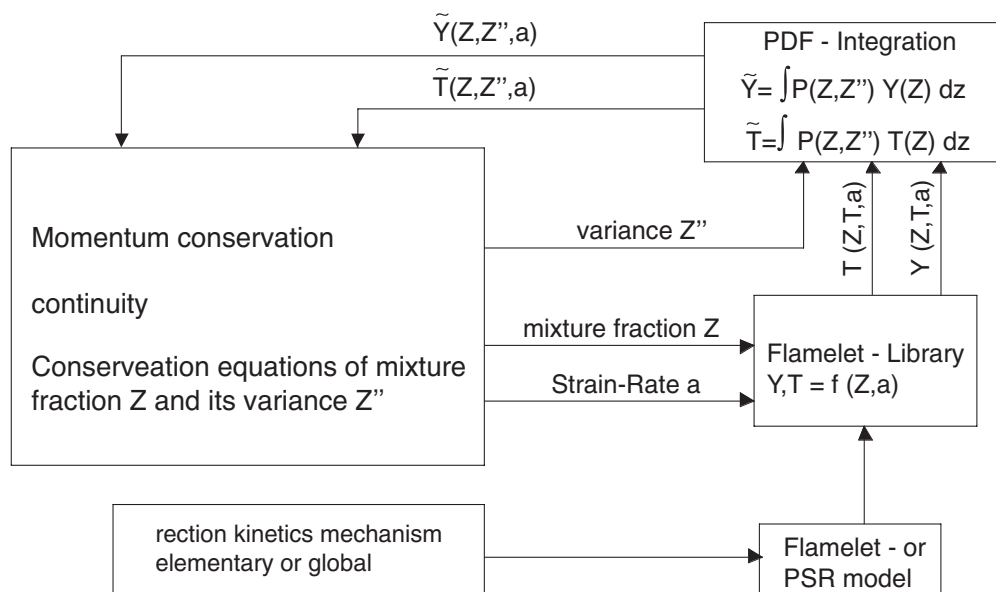 Ỹ(Z,Z",a)
T̃(Z,Z",a)
PDF - Integration
Ỹ= ∫P(Z,Z") Y(Z) dz
T̃=∫ P(Z,Z") T(Z) dz
Momentum conservation
continuity
Conserveation equations of mixture
fraction Z and its variance Z"
variance Z"
mixture fraction Z
Strain-Rate a
T (Z,T,a)
Y (Z,T,a)
Flamelet - Library
Y,T = f (Z,a)
rection kinetics mechanism
elementary or global
Flamelet - or
PSR model